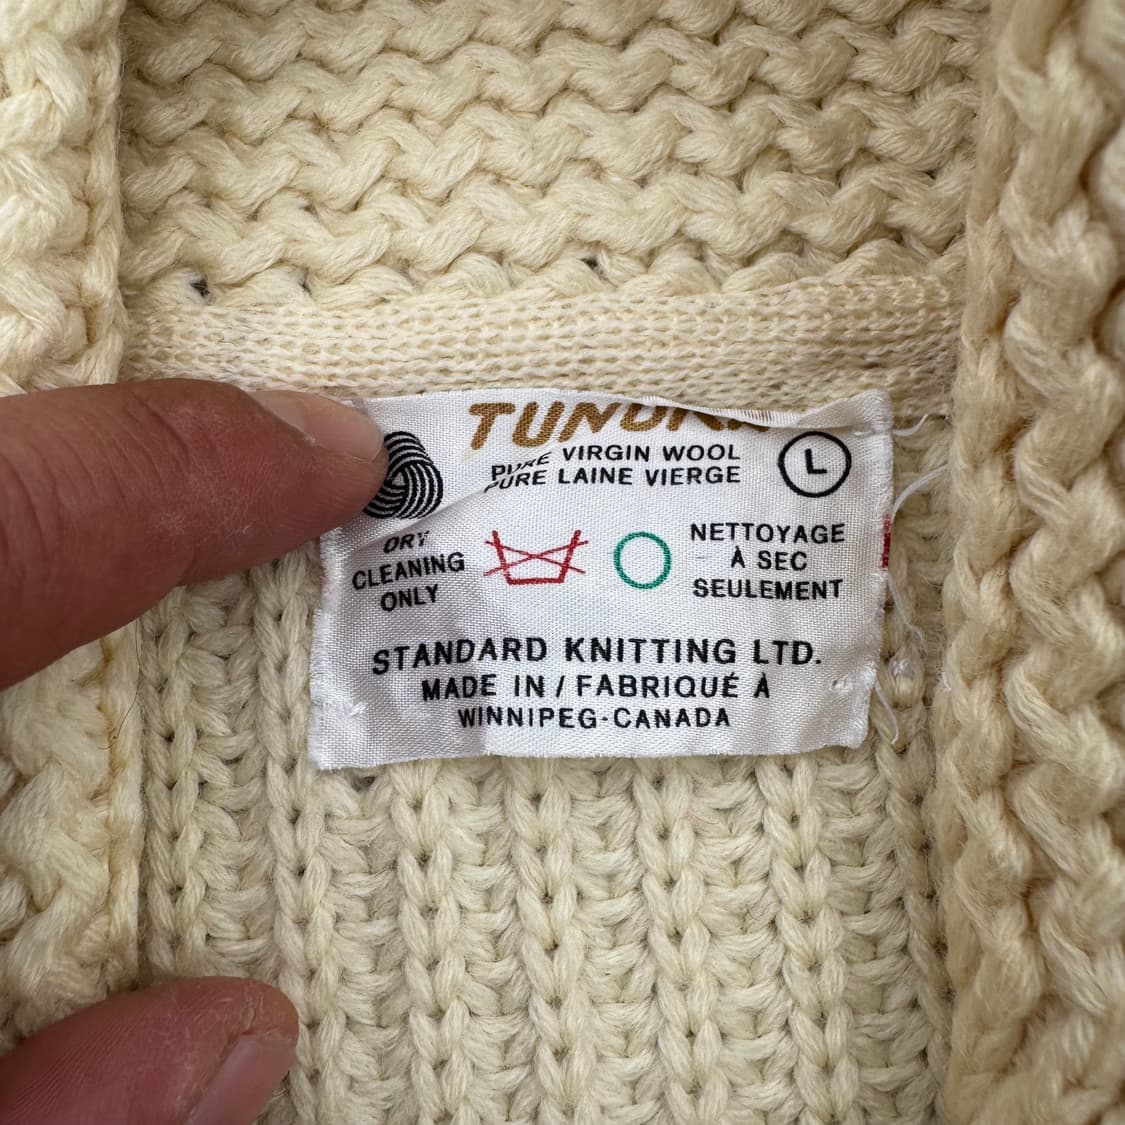 TUNDRA
PURE VIRGIN WOOL
PURE LAINE VIERGE
L
DRY
CLEANING
ONLY
NETTOYAGE
À SEC
SEULEMENT
STANDARD KNITTING LTD.
MADE IN / FABRIQUÉ À
WINNIPEG-CANADA